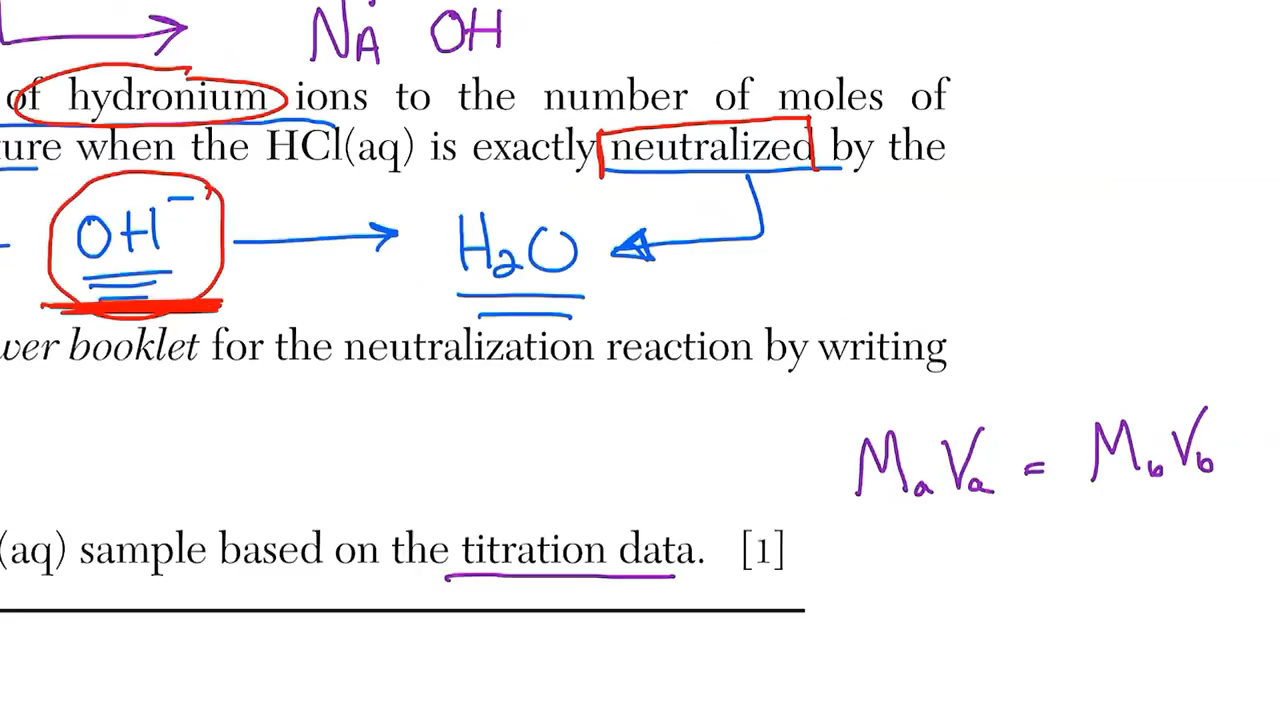 NA OH
of hydronium ions to the number of moles of
ture when the HCl(aq) is exactly neutralized by the
OH⁻ → H₂O
wer booklet for the neutralization reaction by writing
MₐVₐ = M_bV_b
(aq) sample based on the titration data. [1]